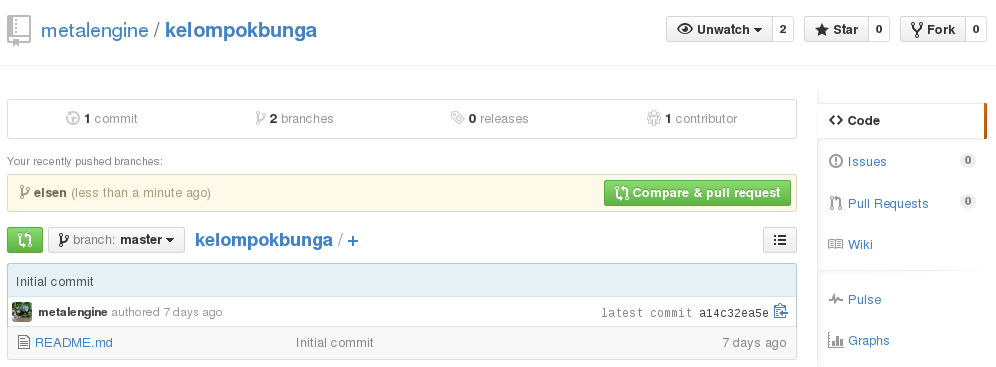 metalengine / kelompokbunga Unwatch 2 Star 0 Fork 0
1 commit 2 branches 0 releases 1 contributor
Your recently pushed branches:
elsen (less than a minute ago) Compare & pull request
branch: master kelompokbunga / +
Initial commit
metalengine authored 7 days ago latest commit a14c32ea5e
README.md Initial commit 7 days ago
Code
Issues 0
Pull Requests 0
Wiki
Pulse
Graphs